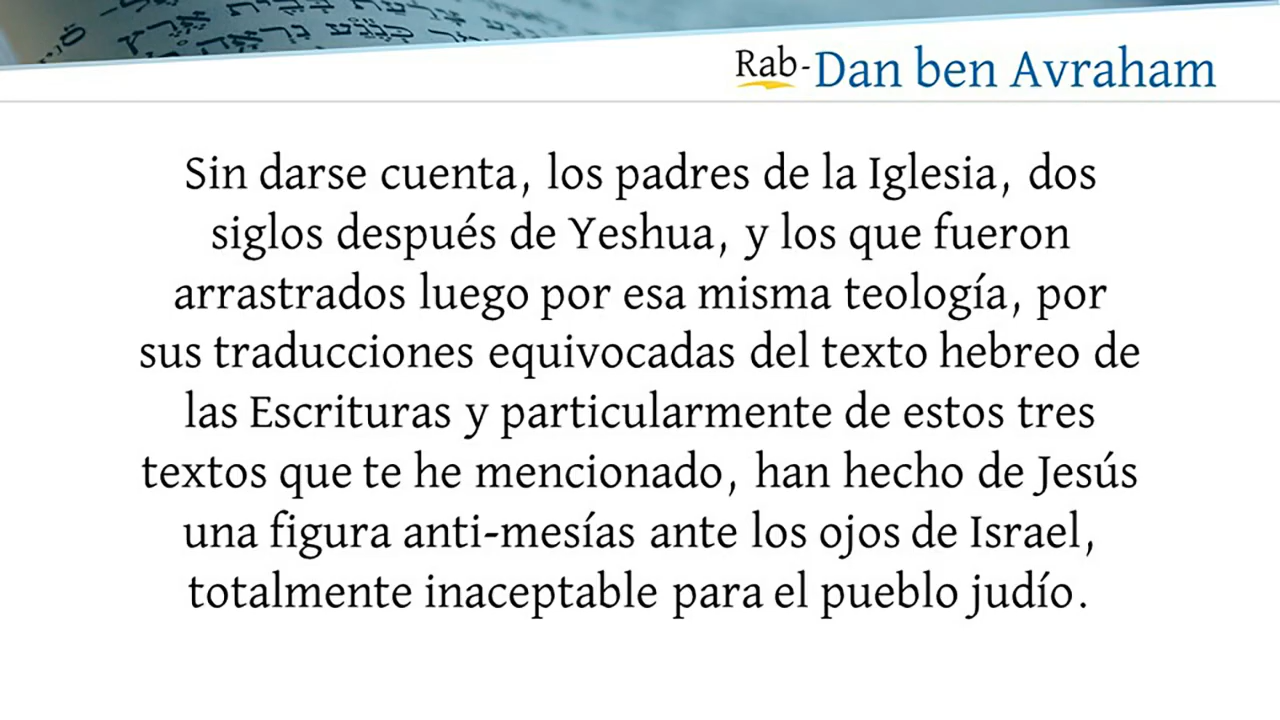 Rab-Dan ben Avraham
Sin darse cuenta, los padres de la Iglesia, dos
siglos después de Yeshua, y los que fueron
arrastrados luego por esa misma teología, por
sus traducciones equivocadas del texto hebreo de
las Escrituras y particularmente de estos tres
textos que te he mencionado, han hecho de Jesús
una figura anti-mesías ante los ojos de Israel,
totalmente inaceptable para el pueblo judío.